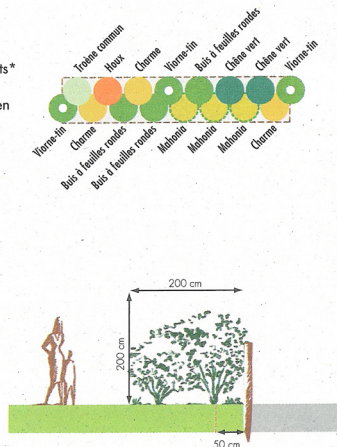 Troène commun
Houx
Charme
Viorne-tin
Buis à feuilles rondes
Chêne vert
Chêne vert
Viorne-tin
ts*
en
Viorne-tin
Charme
Buis à feuilles rondes
Buis à feuilles rondes
Mahonia
Mahonia
Mahonia
Charme
200 cm
200 cm
50 cm